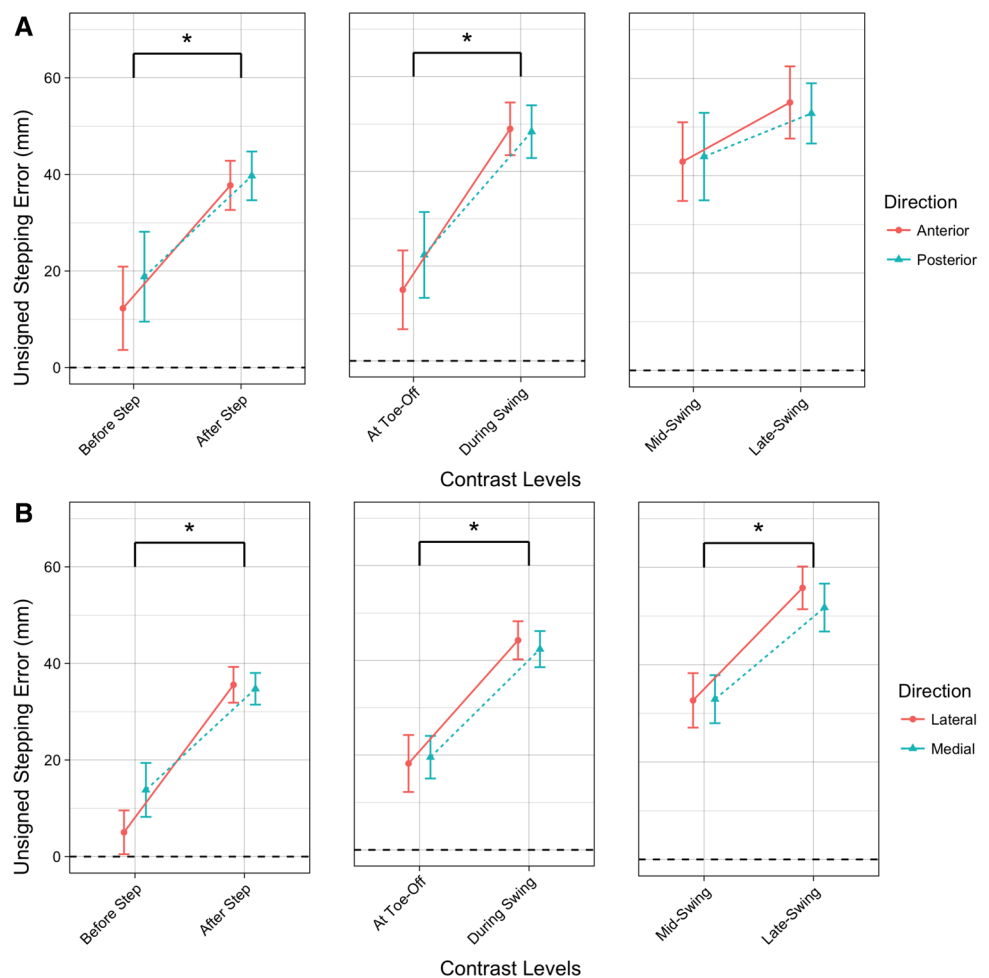 A
*
*
60
40
20
0
Unsigned Stepping Error (mm)
Before Step
After Step
At Toe-Off
During Swing
Mid-Swing
Late-Swing
Contrast Levels
Direction
Anterior
Posterior
B
*
*
*
60
40
20
0
Unsigned Stepping Error (mm)
Before Step
After Step
At Toe-Off
During Swing
Mid-Swing
Late-Swing
Contrast Levels
Direction
Lateral
Medial